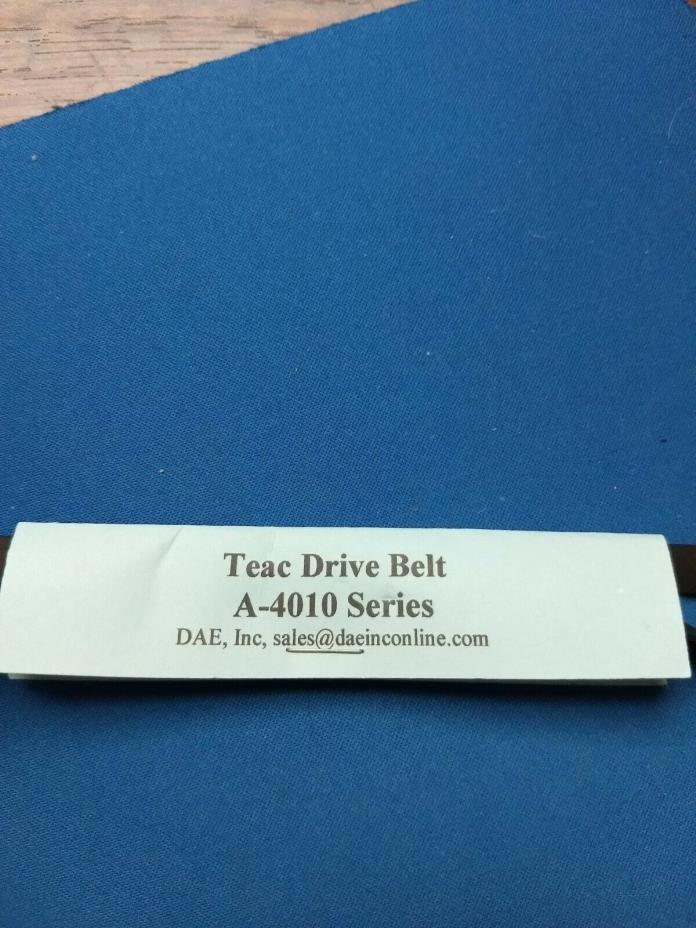 Teac Drive Belt
A-4010 Series
DAE, Inc, sales@daeinconline.com